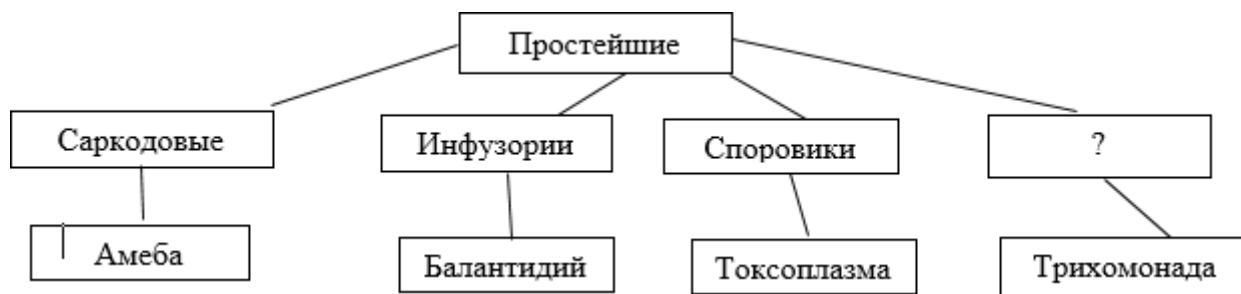 Простейшие
Саркодовые
Инфузории
Споровики
?
Амеба
Балантидий
Токсоплазма
Трихомонада